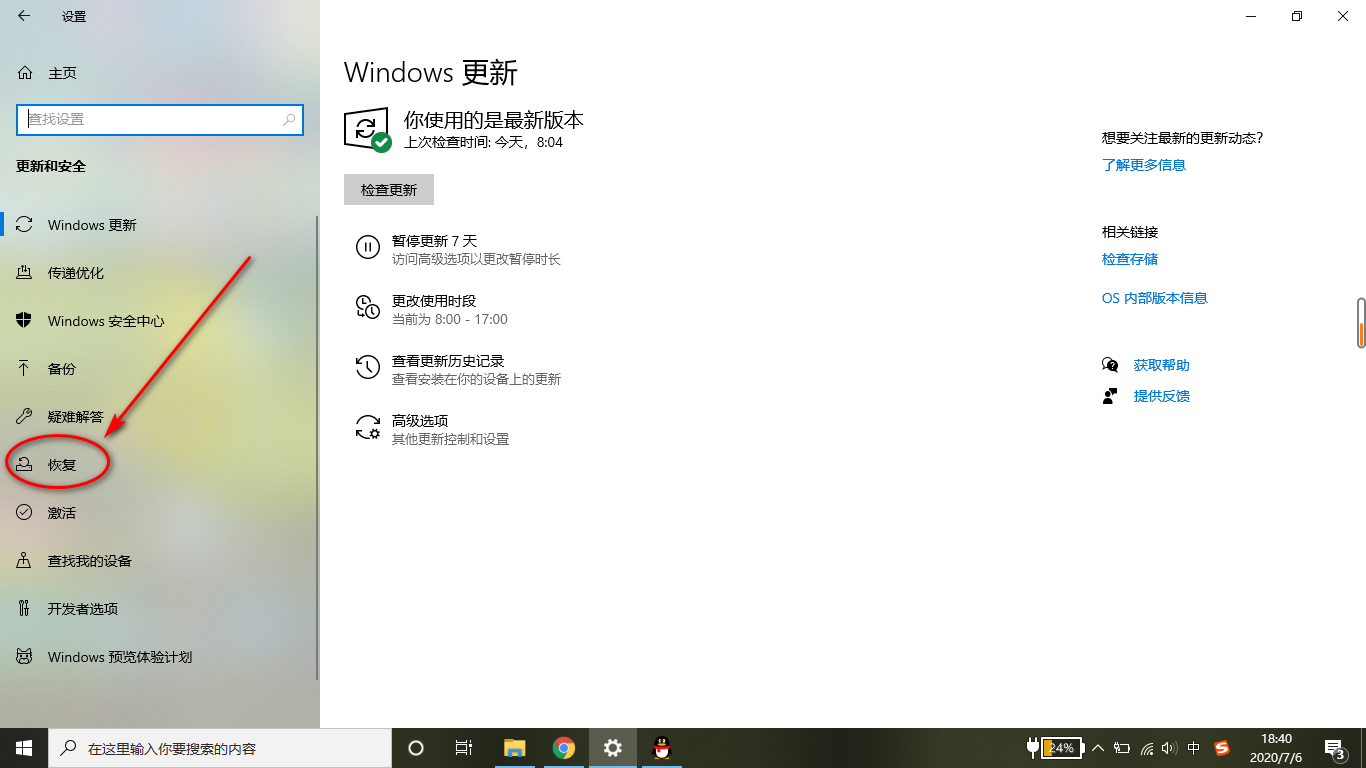 设置
主页
查找设置
更新和安全
Windows 更新
传递优化
Windows 安全中心
备份
疑难解答
恢复
激活
查找我的设备
开发者选项
Windows 预览体验计划
Windows 更新
你使用的是最新版本
上次检查时间: 今天，8:04
检查更新
暂停更新 7 天
访问高级选项以更改暂停时长
更改使用时段
当前为 8:00 - 17:00
查看更新历史记录
查看安装在你的设备上的更新
高级选项
其他更新控制和设置
想要关注最新的更新动态?
了解更多信息
相关链接
检查存储
OS 内部版本信息
获取帮助
提供反馈
在这里输入你要搜索的内容
24%
中
S
18:40
2020/7/6
3